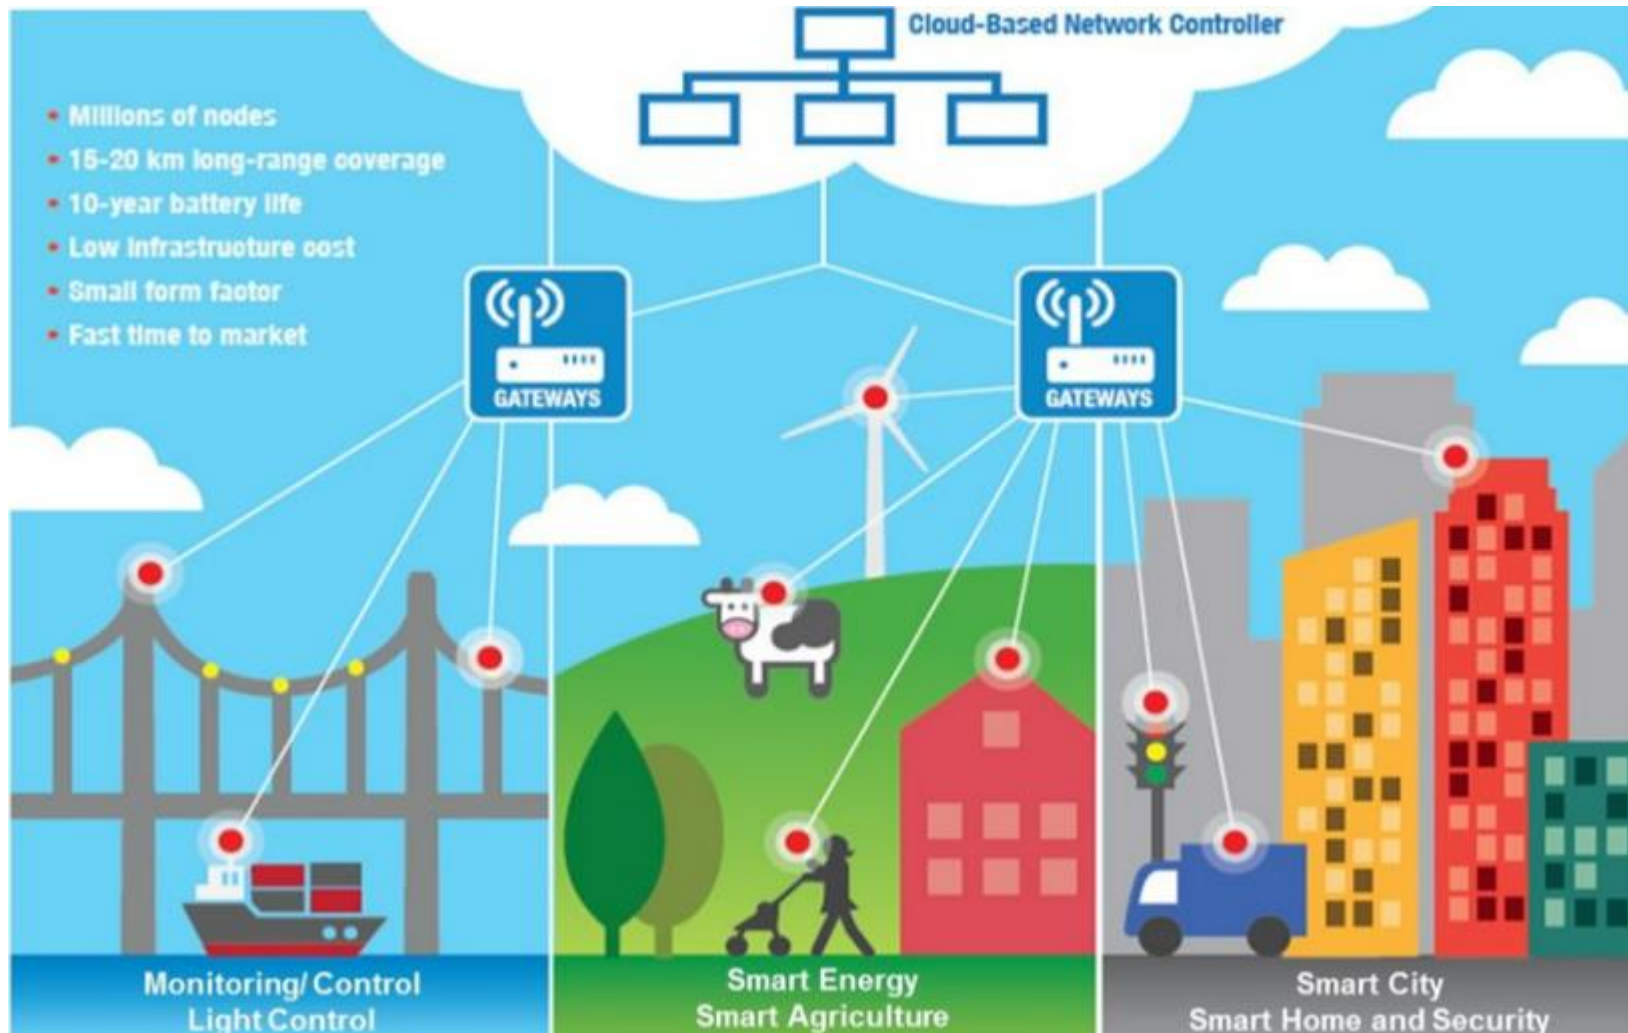 Cloud-Based Network Controller
• Millions of nodes
• 15-20 km long-range coverage
• 10-year battery life
• Low infrastructure cost
• Small form factor
• Fast time to market
GATEWAYS
GATEWAYS
Monitoring/ Control
Light Control
Smart Energy
Smart Agriculture
Smart City
Smart Home and Security